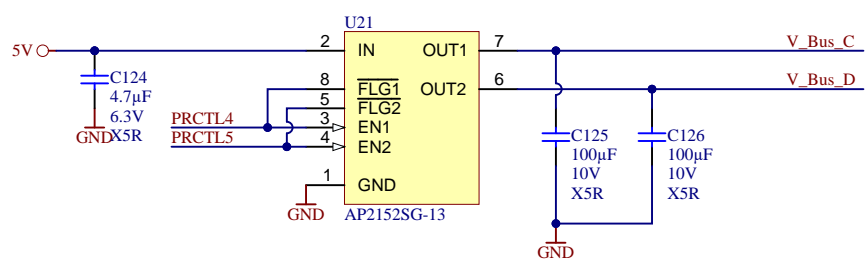 U21
5V
2
IN
OUT1
7
V_Bus_C
C124
4.7µF
6.3V
X5R
GND
8
FLG1
OUT2
6
V_Bus_D
5
FLG2
PRCTL4
3
EN1
PRCTL5
4
EN2
C125
100µF
10V
X5R
C126
100µF
10V
X5R
1
GND
GND
AP2152SG-13
GND